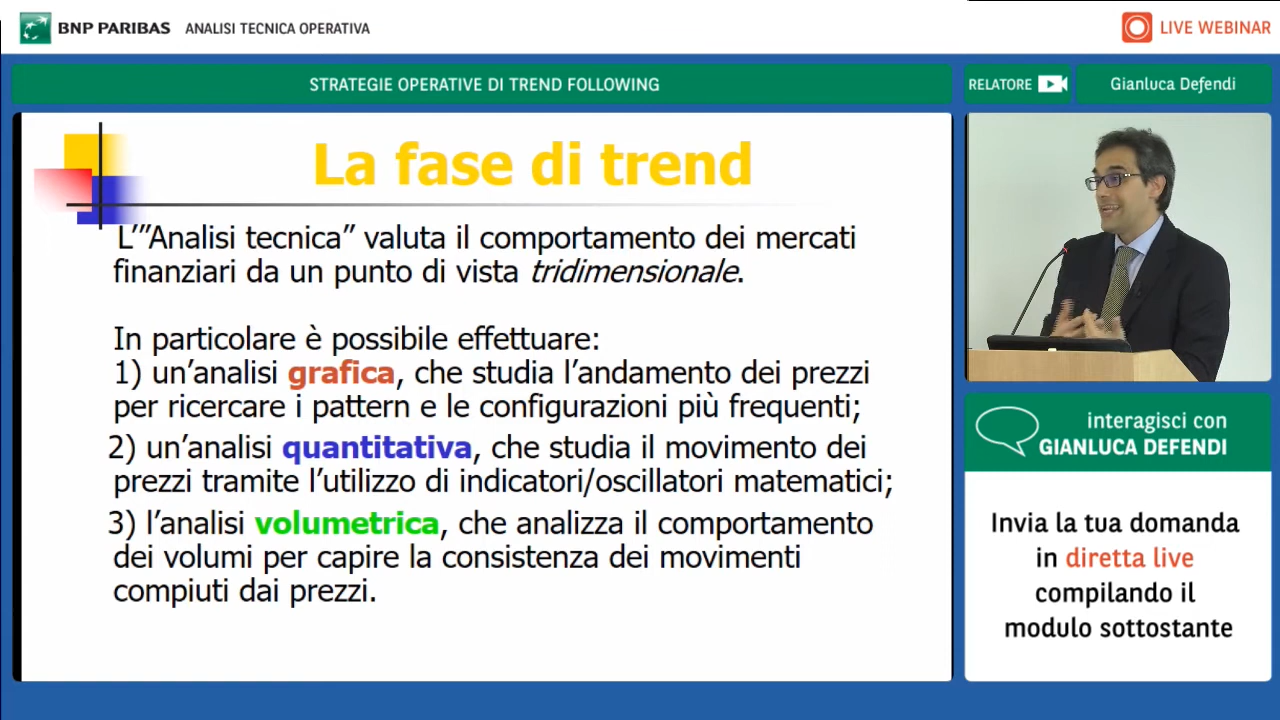 BNP PARIBAS ANALISI TECNICA OPERATIVA
LIVE WEBINAR
STRATEGIE OPERATIVE DI TREND FOLLOWING
RELATORE
Gianluca Defendi
La fase di trend
L’”Analisi tecnica” valuta il comportamento dei mercati
finanziari da un punto di vista tridimensionale.
In particolare è possibile effettuare:
1) un’analisi grafica, che studia l’andamento dei prezzi
per ricercare i pattern e le configurazioni più frequenti;
2) un’analisi quantitativa, che studia il movimento dei
prezzi tramite l’utilizzo di indicatori/oscillatori matematici;
3) l’analisi volumetrica, che analizza il comportamento
dei volumi per capire la consistenza dei movimenti
compiuti dai prezzi.
interagisci con
GIANLUCA DEFENDI
Invia la tua domanda
in diretta live
compilando il
modulo sottostante